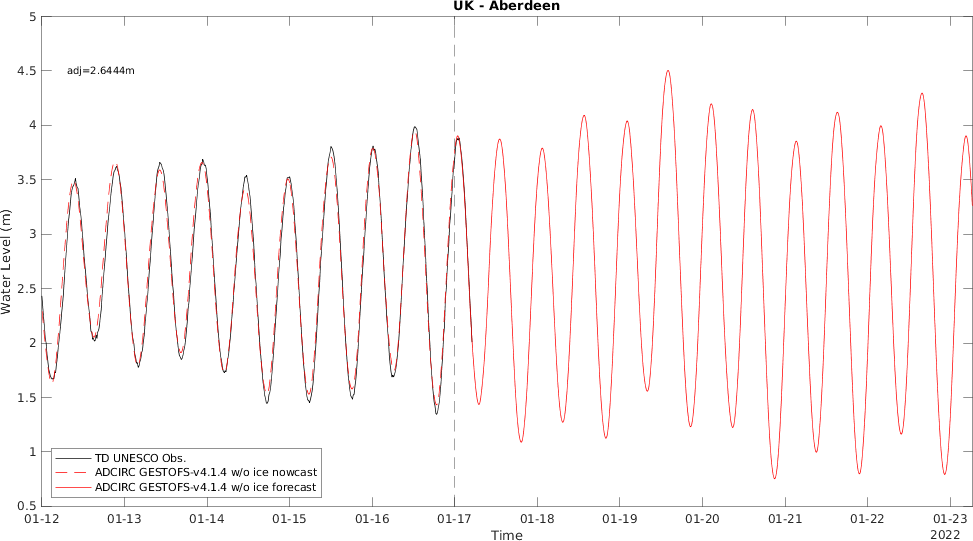 UK - Aberdeen
5
adj=2.6444m
4.5
4
3.5
3
2.5
2
1.5
1
0.5
Water Level (m)
TD UNESCO Obs.
ADCIRC GESTOFS-v4.1.4 w/o ice nowcast
ADCIRC GESTOFS-v4.1.4 w/o ice forecast
01-12 01-13 01-14 01-15 01-16 01-17 01-18 01-19 01-20 01-21 01-22 01-23
Time
2022